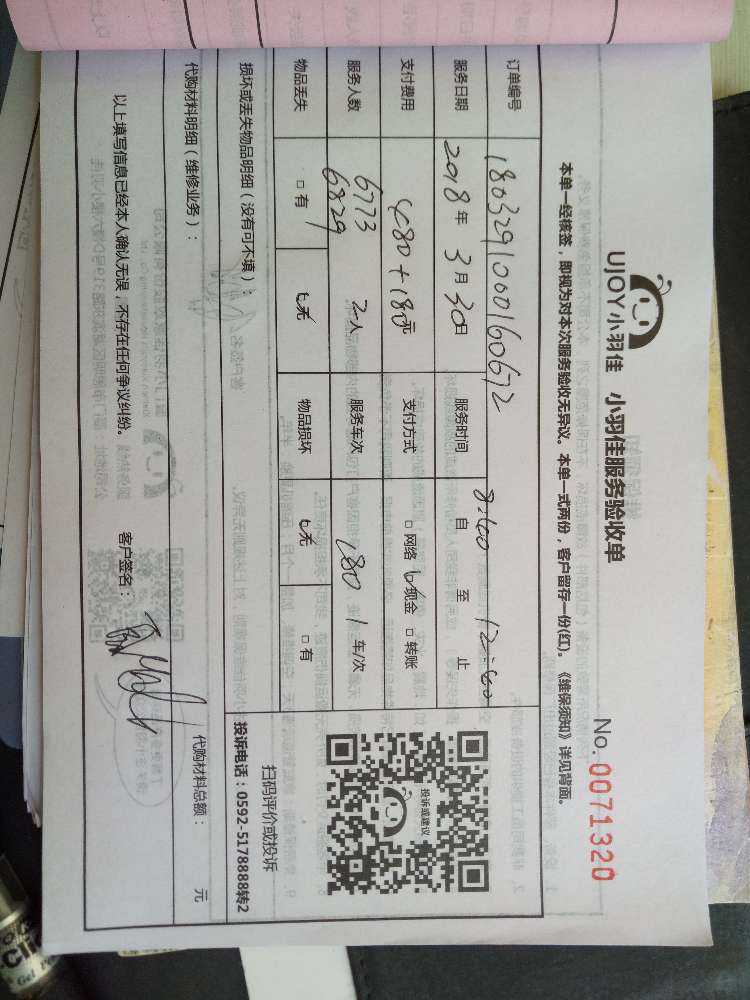 UJOY小羽佳 小羽佳服务验收单
No. 0071320
本单一经核签，即视为对本次服务验收无异议。本单一式两份，客户留存一份(红)。《维保须知》详见背面。
订单编号 180329100016067 2
服务日期 2018年 3月 30日 服务时间 自 8:00 至 12:00 止
支付费用 480+180元 支付方式 □网络 □现金 □转账
服务人数 6773 6829 2人 服务车次 180 1车/次
物品丢失 □有 □无 物品损坏 □无 □有
损坏或丢失物品明细（没有可不填）：
代购材料明细（维修业务）： 代购材料总额： 元
以上填写信息已经本人确认无误，不存在任何争议纠纷。 客户签名：
投诉或建议
扫码评价或投诉
投诉电话：0592-5178888转2